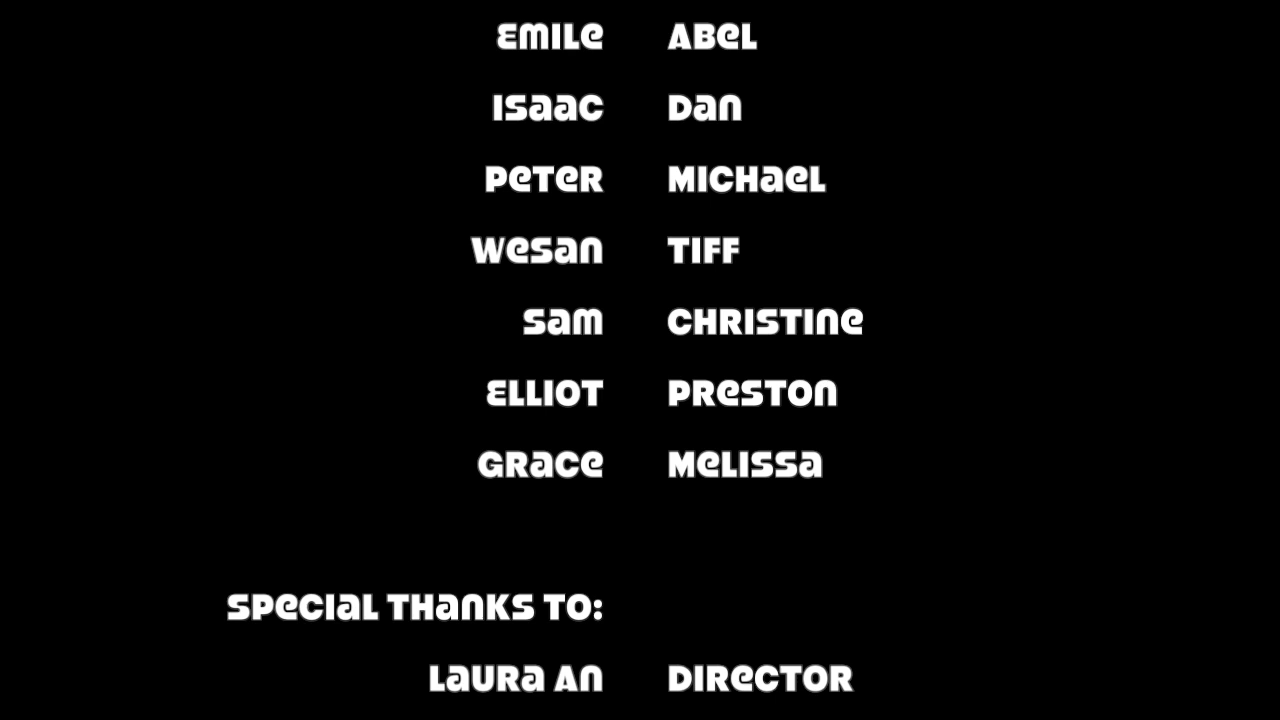 Emile Abel
Isaac Dan
Peter Michael
Wesan Tiff
Sam Christine
Elliot Preston
Grace Melissa
Special Thanks To:
Laura An Director